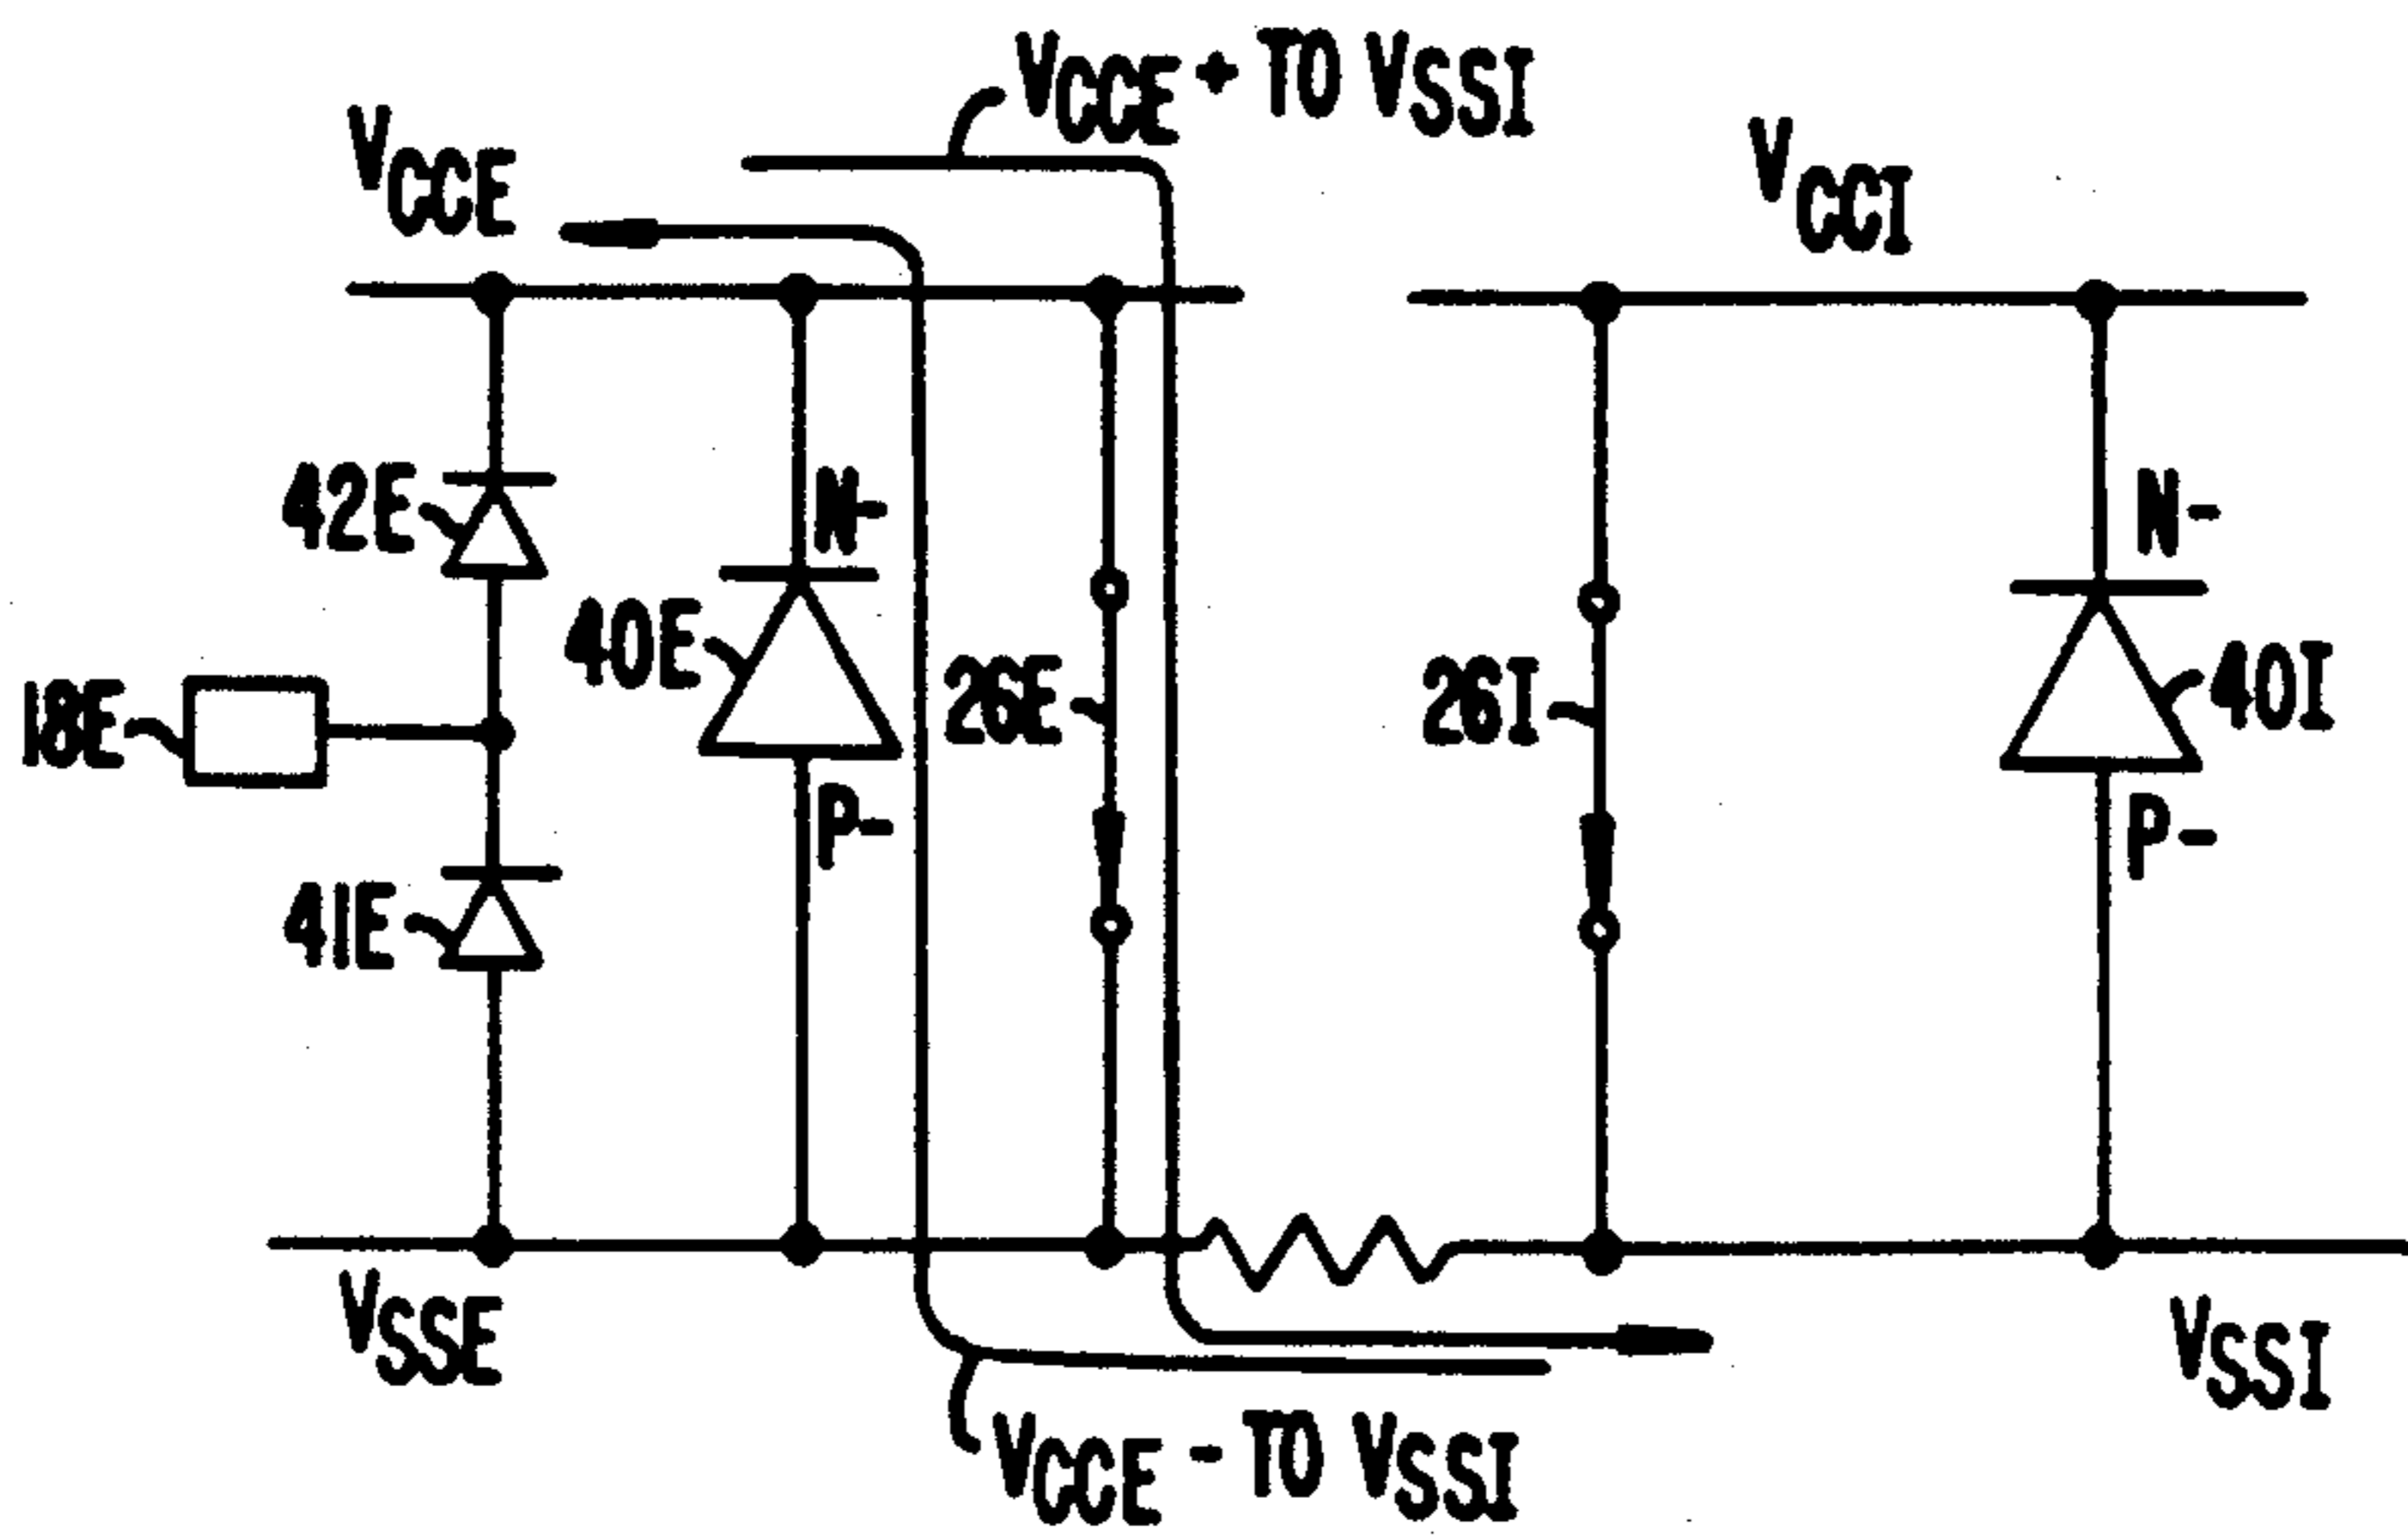 VCCE + TO VSSI
VCCE
VCCI
42E
N-
N-
40E
26E
26I
40I
18E
P-
P-
41E
VSSE
VSSI
VCCE - TO VSSI